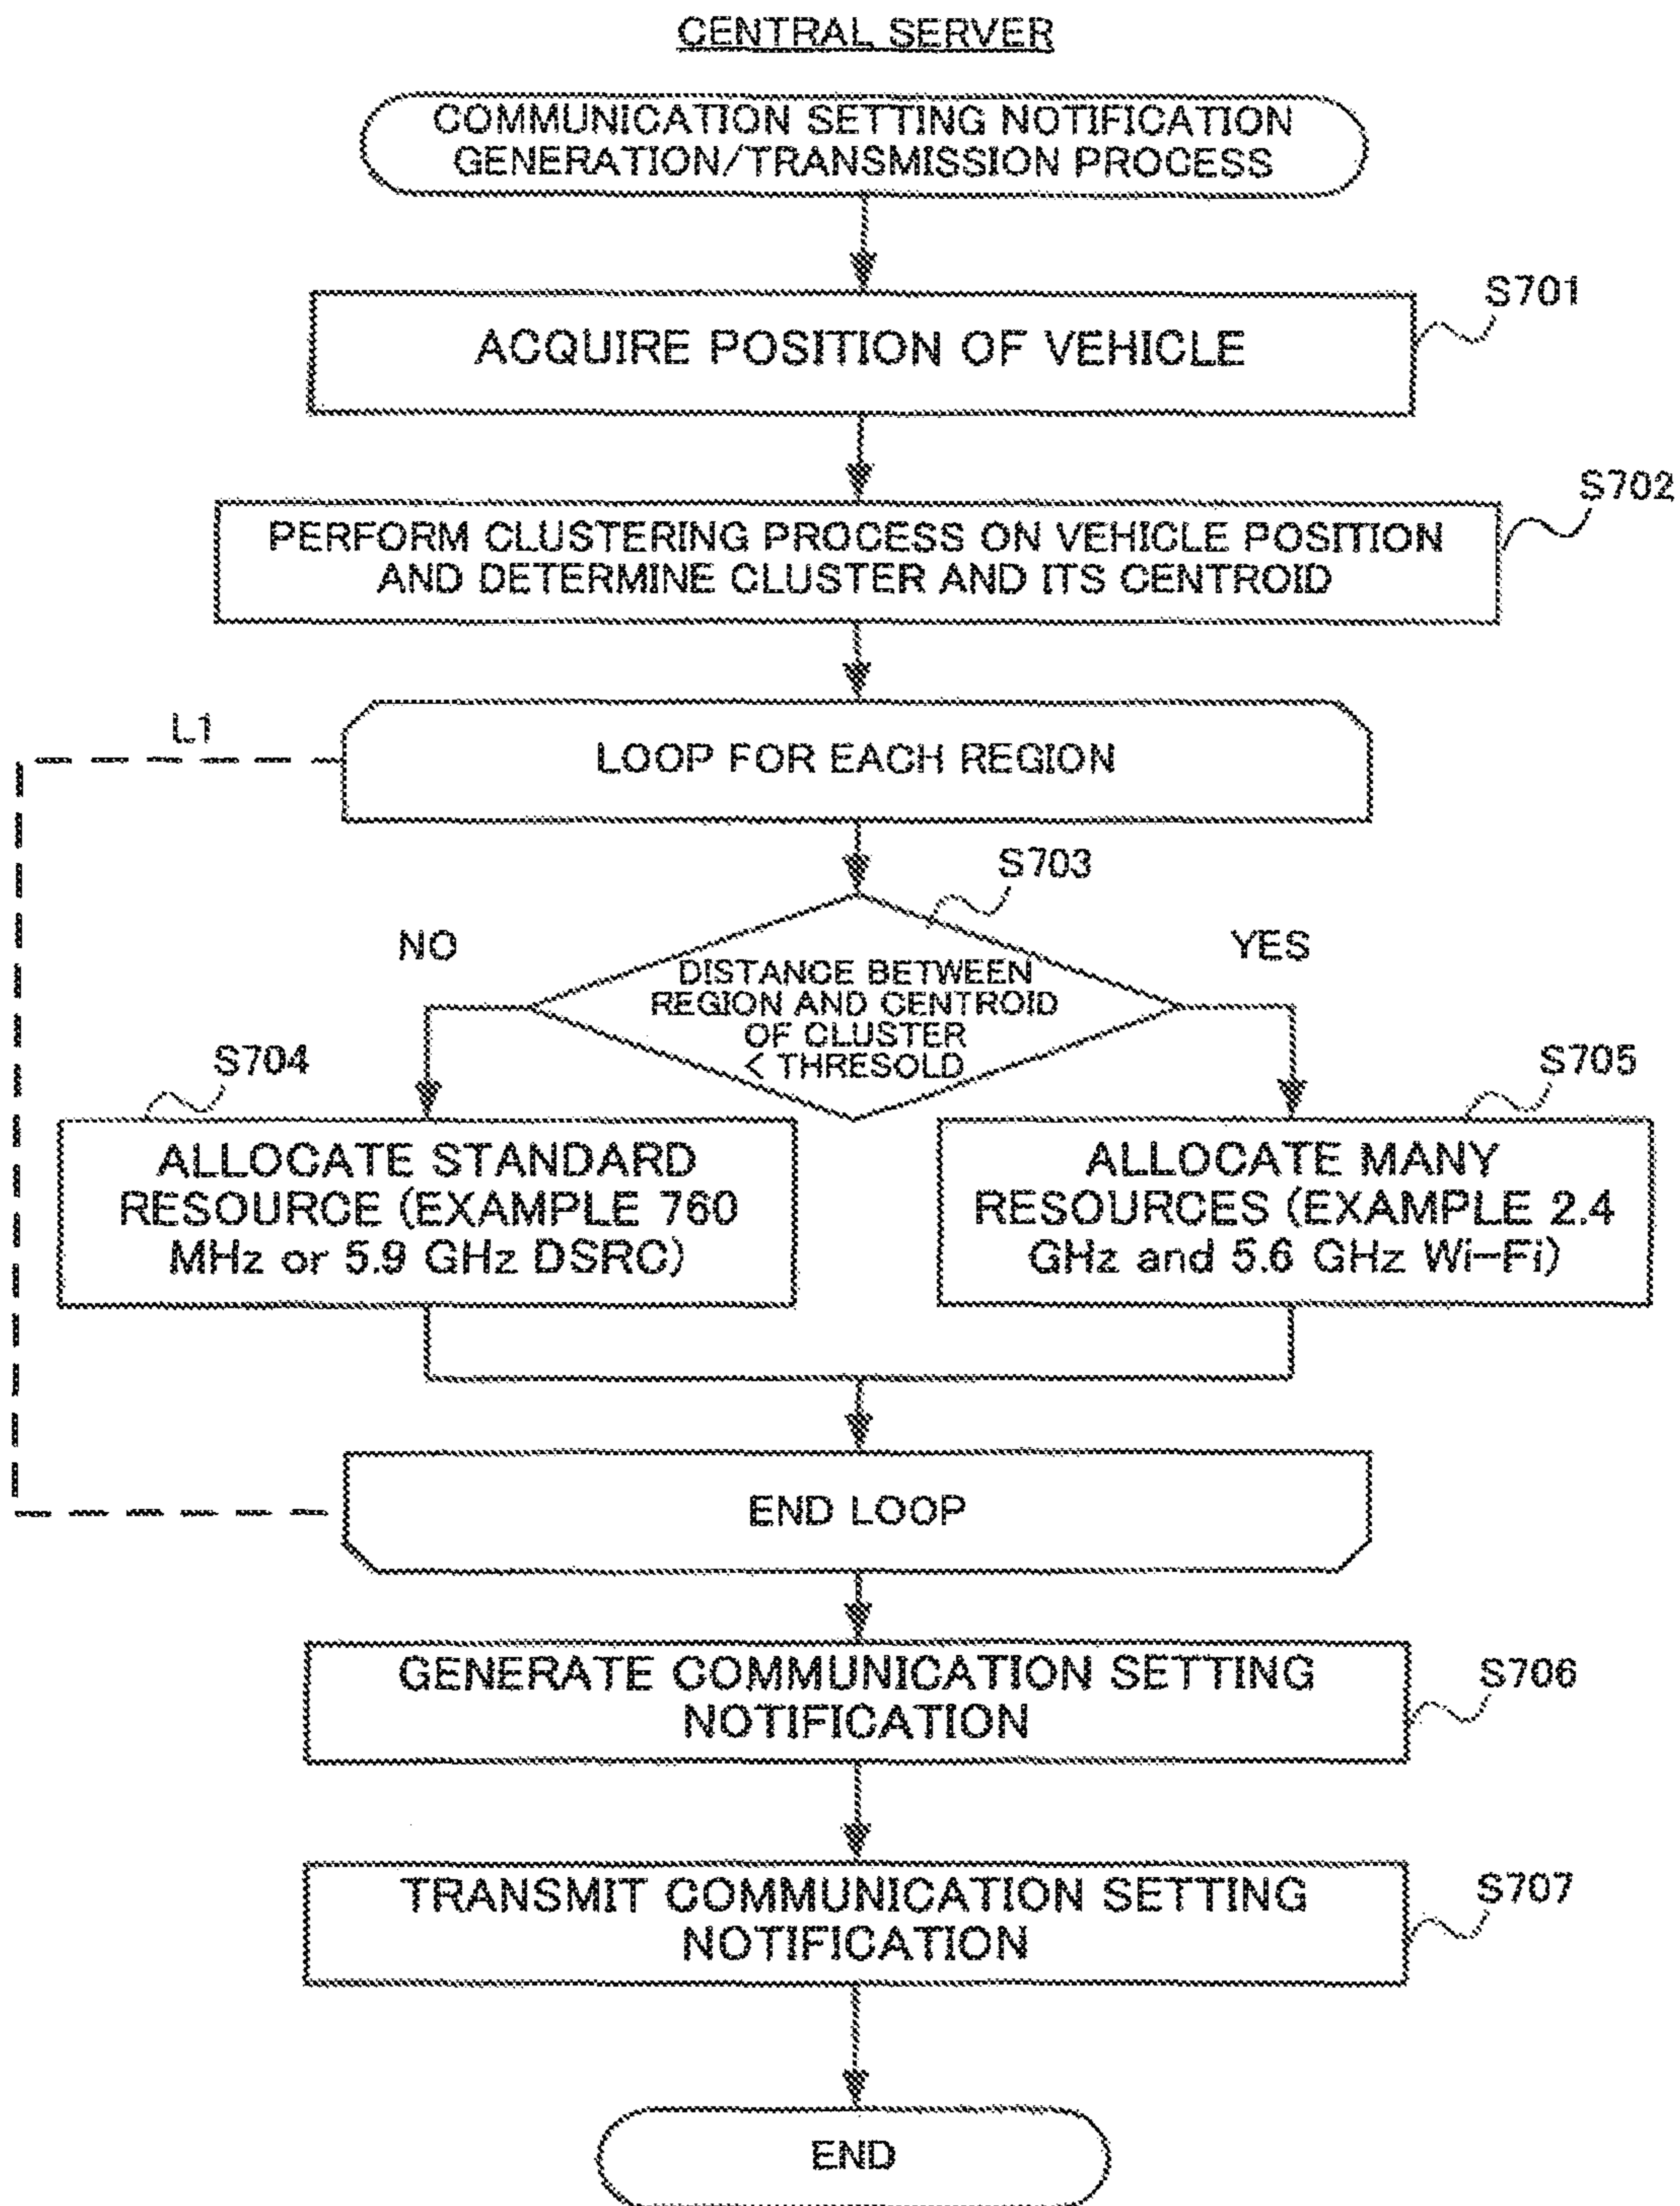 CENTRAL SERVER
COMMUNICATION SETTING NOTIFICATION
GENERATION/TRANSMISSION PROCESS
S701
ACQUIRE POSITION OF VEHICLE
S702
PERFORM CLUSTERING PROCESS ON VEHICLE POSITION
AND DETERMINE CLUSTER AND ITS CENTROID
L1
LOOP FOR EACH REGION
S703
NO
YES
DISTANCE BETWEEN
REGION AND CENTROID
OF CLUSTER
< THRESOLD
S704
S705
ALLOCATE STANDARD
RESOURCE (EXAMPLE 760
MHz or 5.9 GHz DSRC)
ALLOCATE MANY
RESOURCES (EXAMPLE 2.4
GHz and 5.6 GHz Wi-Fi)
END LOOP
GENERATE COMMUNICATION SETTING
NOTIFICATION
S706
TRANSMIT COMMUNICATION SETTING
NOTIFICATION
S707
END